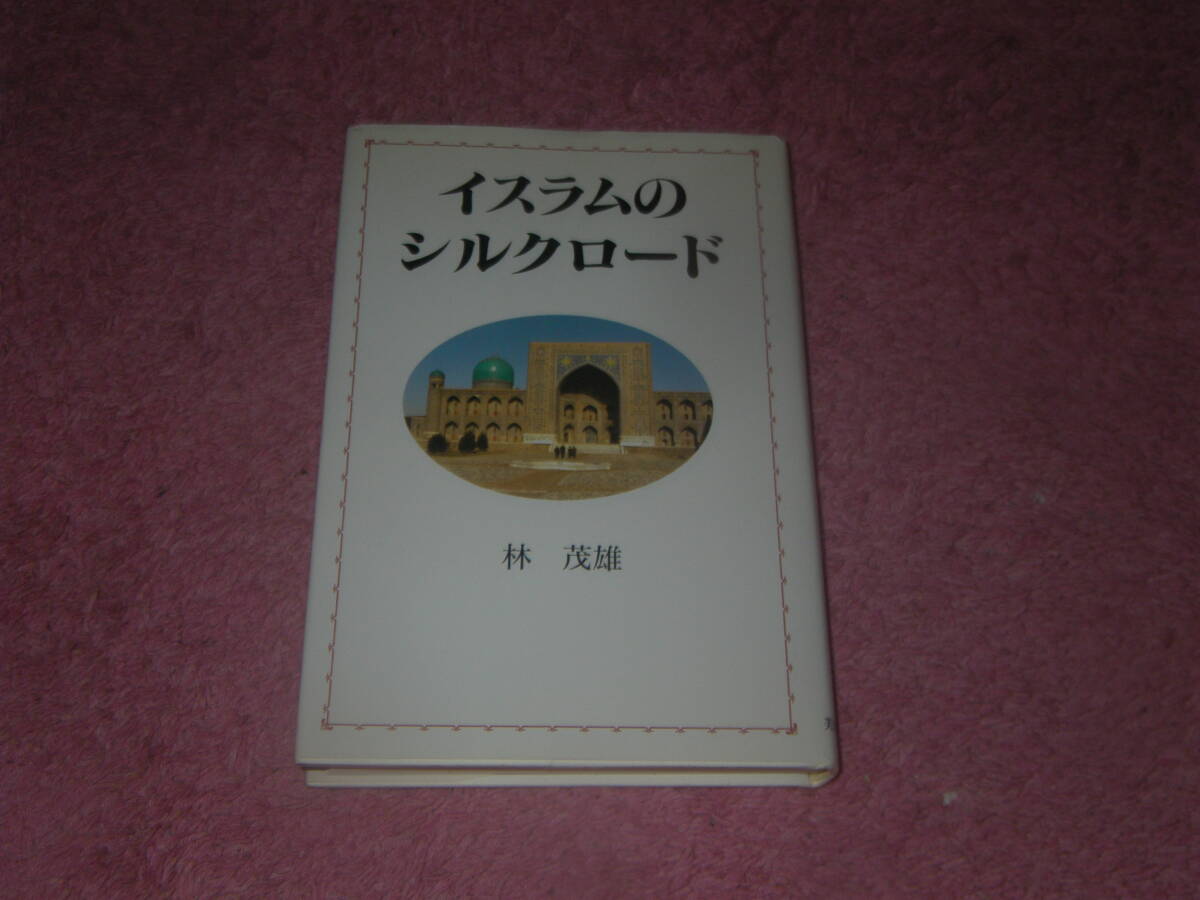 イスラムの
シルクロード
林 茂雄